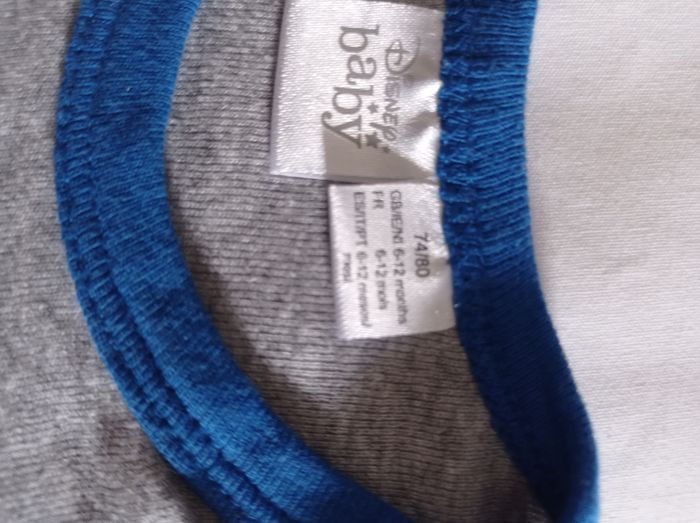 DISNEY
baby
74/80
GB/IE/NI 6-12 months
FR 6-12 mois
ES/IT/PT 6-12 meses/
mesi